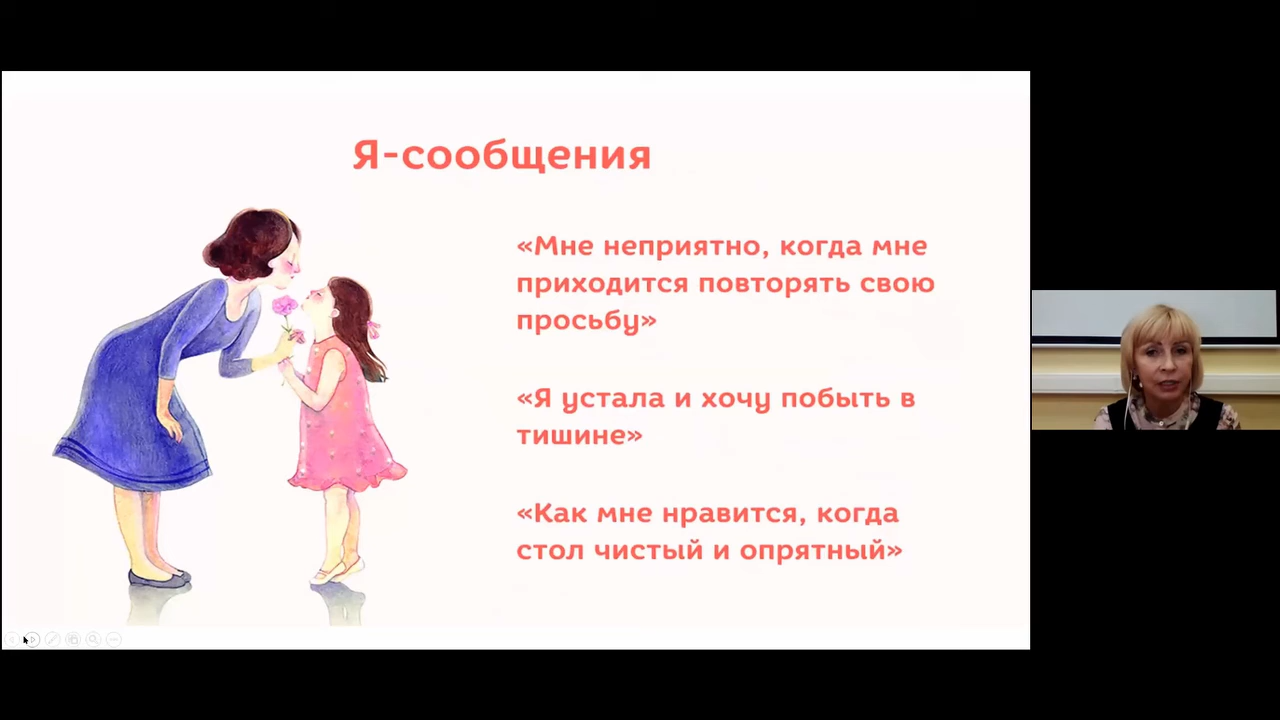 Я-сообщения
«Мне неприятно, когда мне
приходится повторять свою
просьбу»
«Я устала и хочу побыть в
тишине»
«Как мне нравится, когда
стол чистый и опрятный»